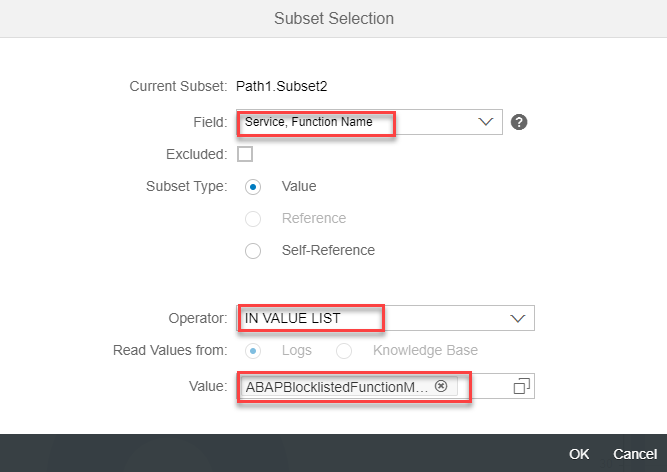 Subset Selection
Current Subset: Path1.Subset2
Field: Service, Function Name ?
Excluded:
Subset Type: Value
Reference
Self-Reference
Operator: IN VALUE LIST
Read Values from: Logs Knowledge Base
Value: ABAPBlocklistedFunctionM...
OK Cancel